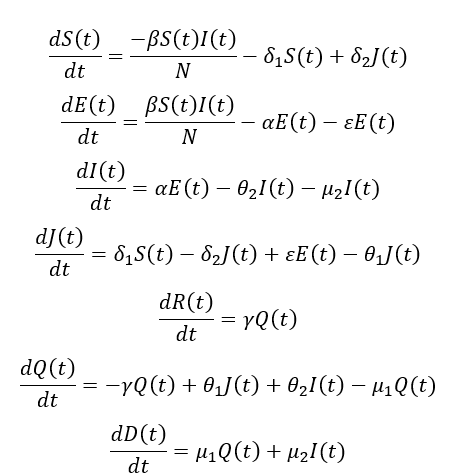 dS(t)/dt = −βS(t)I(t)/N − δ₁S(t) + δ₂J(t)
dE(t)/dt = βS(t)I(t)/N − αE(t) − εE(t)
dI(t)/dt = αE(t) − θ₂I(t) − μ₂I(t)
dJ(t)/dt = δ₁S(t) − δ₂J(t) + εE(t) − θ₁J(t)
dR(t)/dt = γQ(t)
dQ(t)/dt = −γQ(t) + θ₁J(t) + θ₂I(t) − μ₁Q(t)
dD(t)/dt = μ₁Q(t) + μ₂I(t)